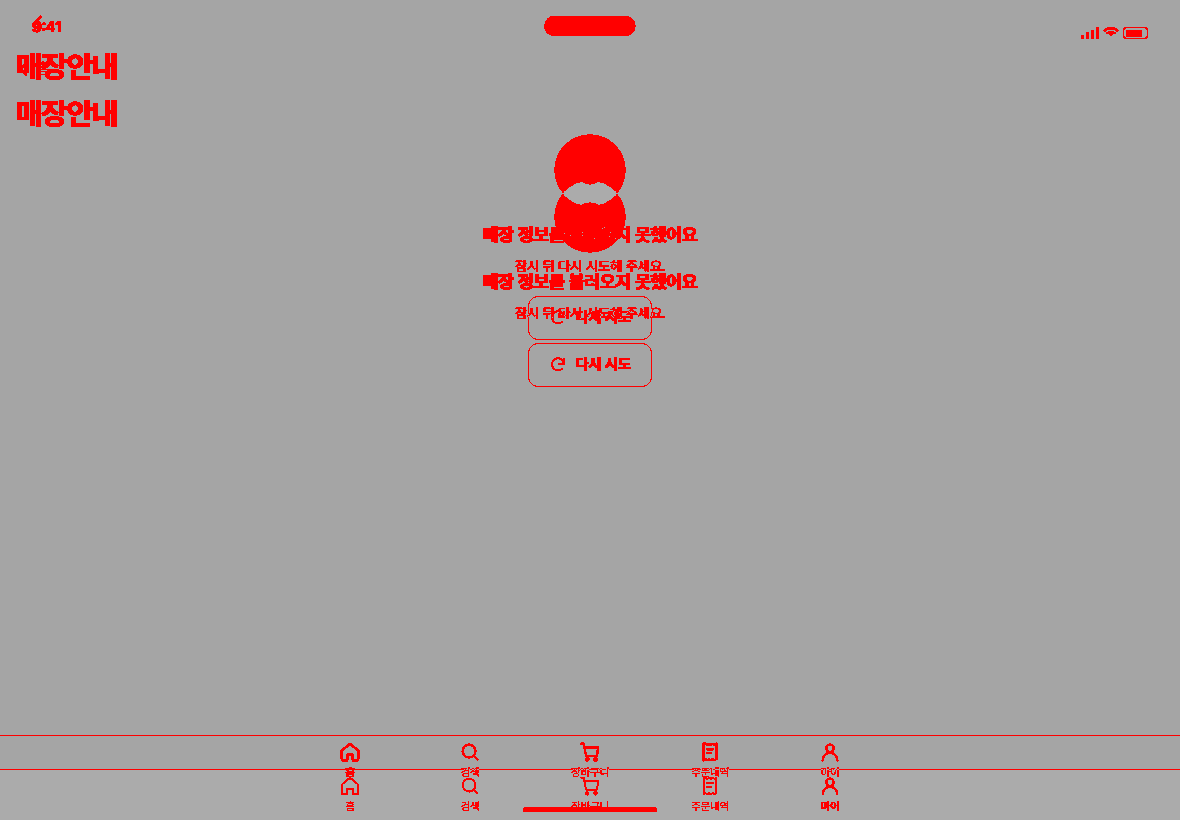 9:41
매장안내
매장안내
매장 정보를 불러오지 못했어요
잠시 뒤 다시 시도해 주세요.
매장 정보를 불러오지 못했어요
잠시 뒤 다시 시도해 주세요.
다시 시도
다시 시도
홈 검색 장바구니 주문내역 마이
홈 검색 장바구니 주문내역 마이